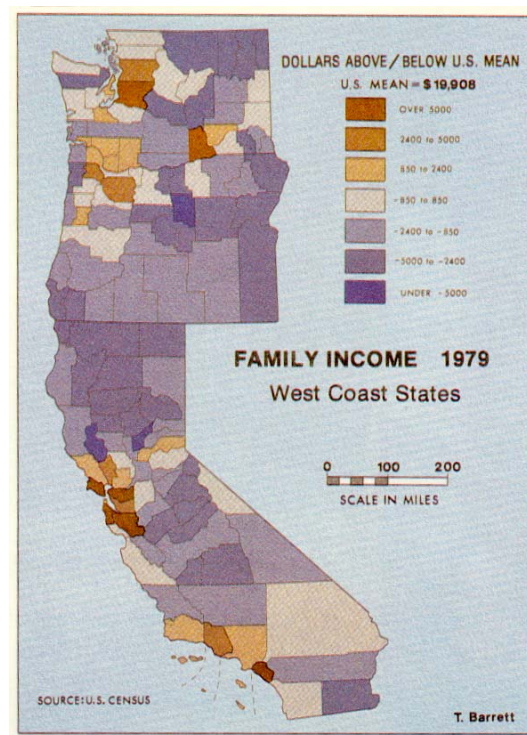 DOLLARS ABOVE/BELOW U.S. MEAN
U.S. MEAN = $19,908
OVER 5000
2400 to 5000
850 to 2400
-850 to 850
-2400 to -850
-5000 to -2400
UNDER -5000
FAMILY INCOME 1979
West Coast States
0 100 200
SCALE IN MILES
SOURCE: U.S. CENSUS
T. Barrett